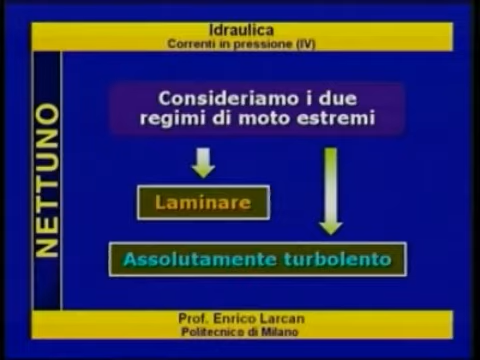 Idraulica
Correnti in pressione (IV)
NETTUNO
Consideriamo i due
regimi di moto estremi
Laminare
Assolutamente turbolento
Prof. Enrico Larcan
Politecnico di Milano